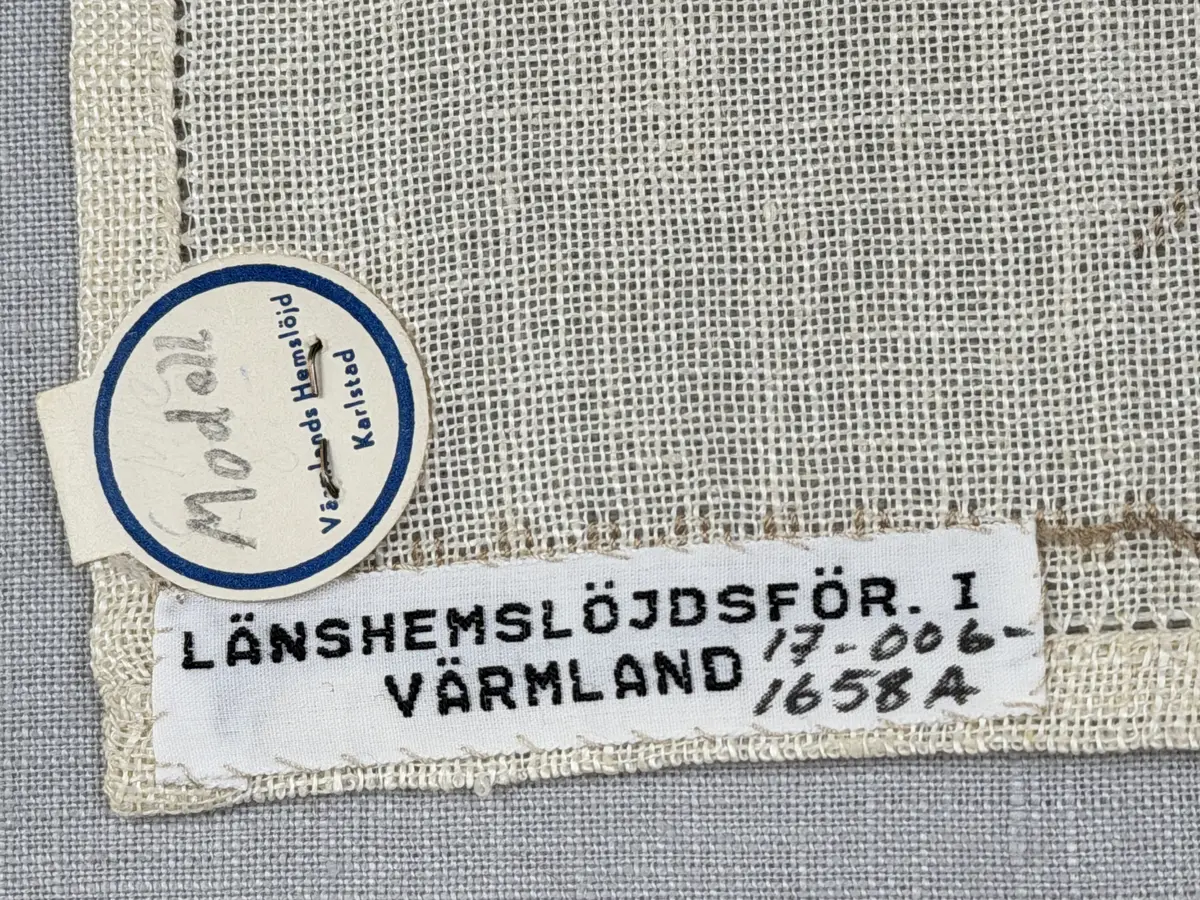 Modell
Värmlands Hemslöjd
Karlstad
LÄNSHEMSLÖJDSFÖR. I
VÄRMLAND 17-006-
1658A